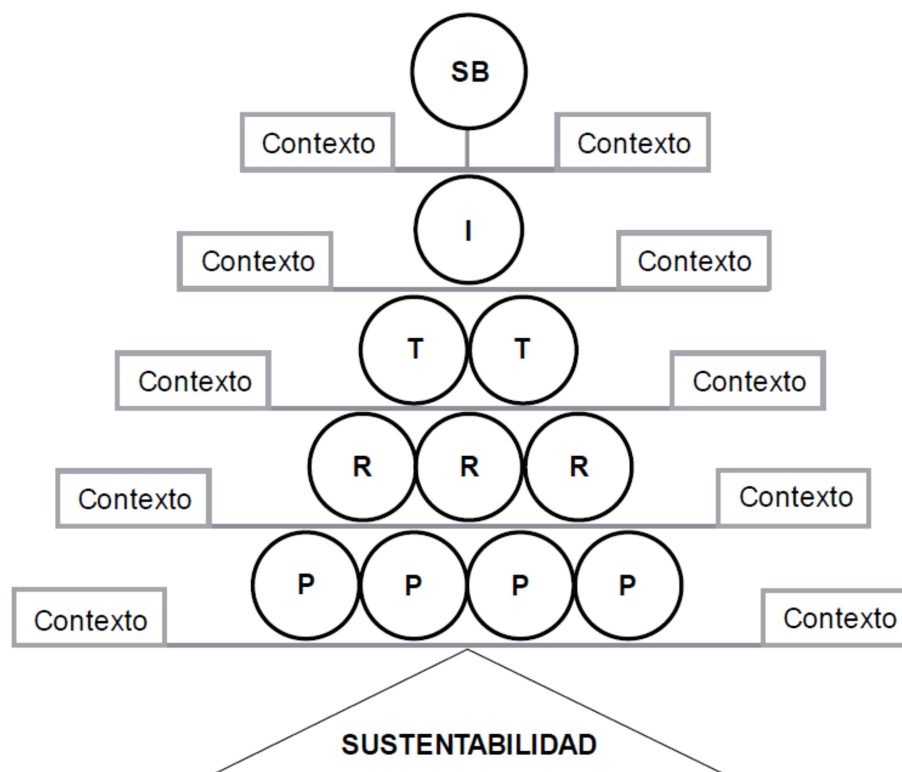 SB
Contexto Contexto
I
Contexto Contexto
T T
Contexto Contexto
R R R
Contexto Contexto
P P P P
Contexto Contexto
SUSTENTABILIDAD